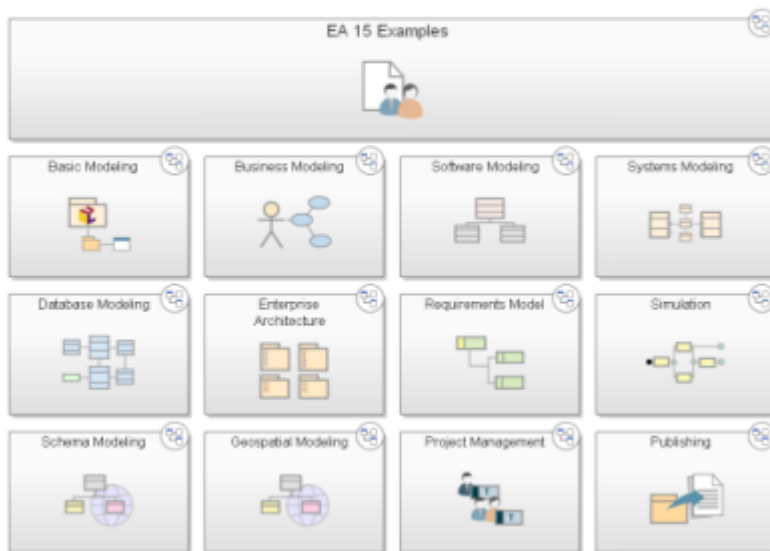 EA 15 Examples
Basic Modeling
Business Modeling
Software Modeling
Systems Modeling
Database Modeling
Enterprise
Architecture
Requirements Model
Simulation
Schema Modeling
Geospatial Modeling
Project Management
Publishing